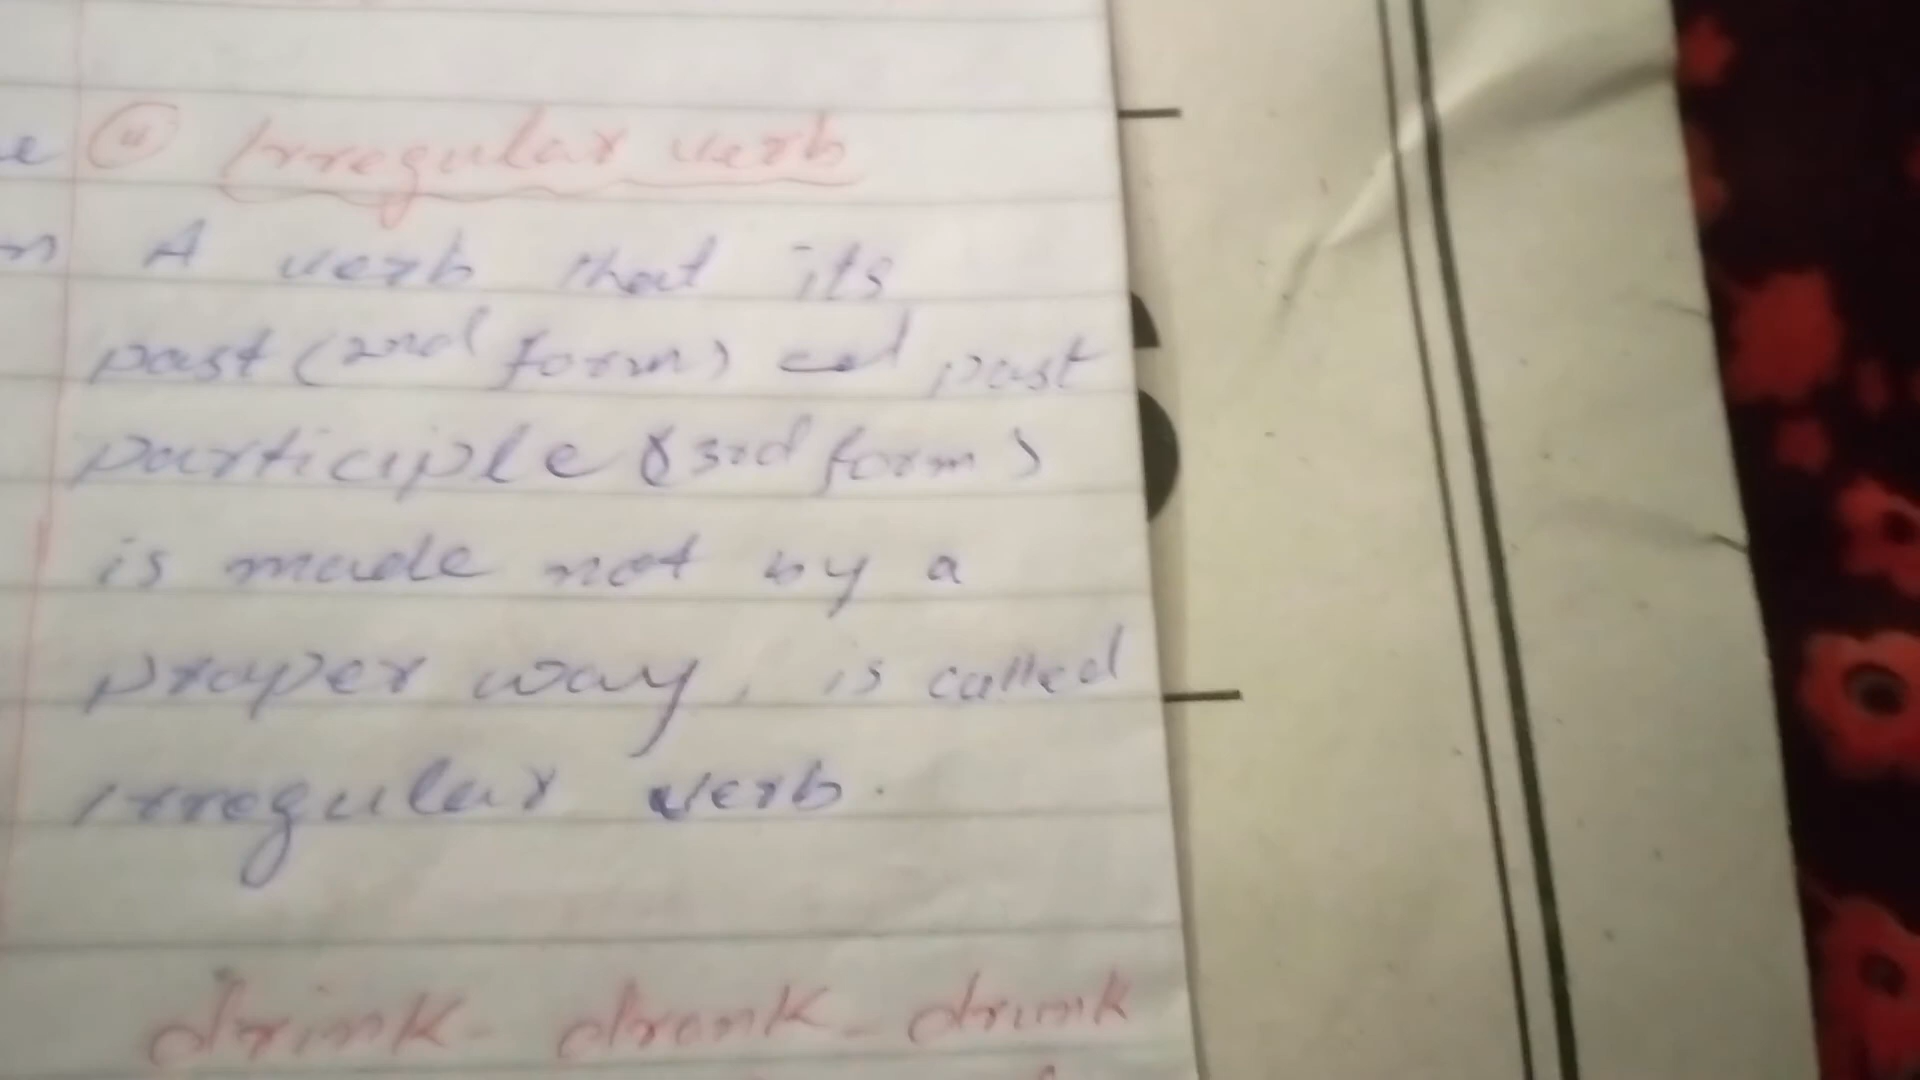 Irregular verb
A verb that its
past (2nd form) and past
participle (3rd form)
is made not by a
proper way, is called
irregular verb.
drink - drank - drunk